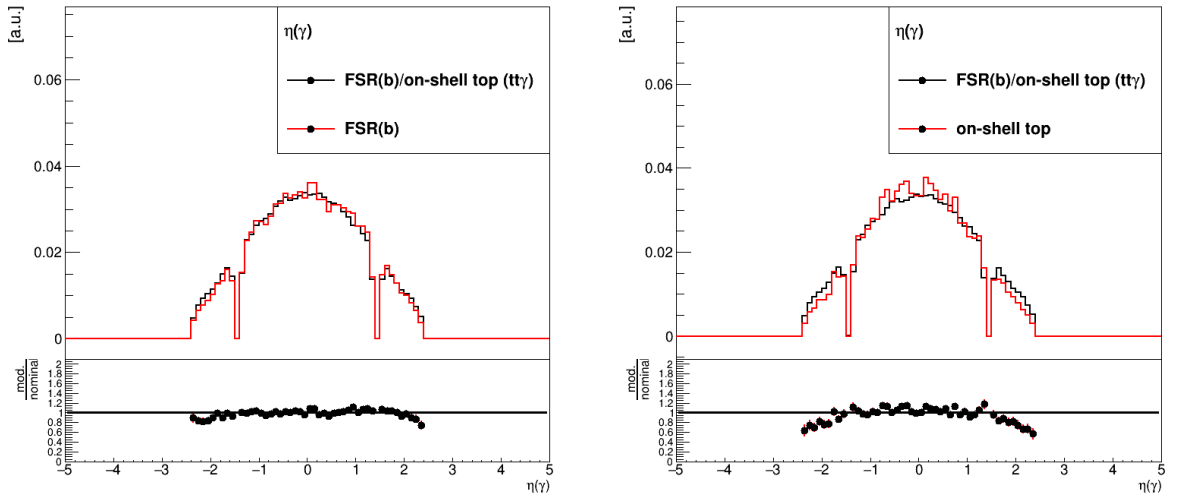 [a.u.]
η(γ)
FSR(b)/on-shell top (ttγ)
FSR(b)
0.06
0.04
0.02
0
mod.
nominal
2
1.8
1.6
1.4
1.2
1
0.8
0.6
0.4
0.2
0
−5 −4 −3 −2 −1 0 1 2 3 4 5
η(γ)
[a.u.]
η(γ)
FSR(b)/on-shell top (ttγ)
on-shell top
0.06
0.04
0.02
0
mod.
nominal
2
1.8
1.6
1.4
1.2
1
0.8
0.6
0.4
0.2
0
−5 −4 −3 −2 −1 0 1 2 3 4 5
η(γ)